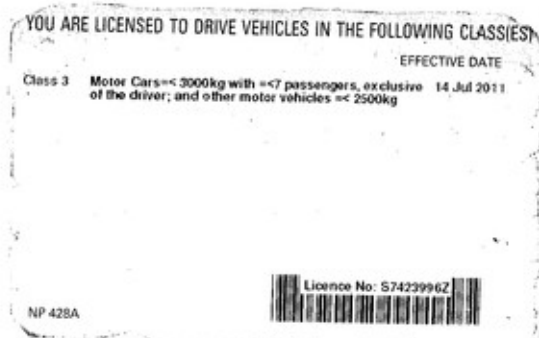 YOU ARE LICENSED TO DRIVE VEHICLES IN THE FOLLOWING CLASS(ES)
EFFECTIVE DATE
Class 3 Motor Cars=< 3000kg with =<7 passengers, exclusive 14 Jul 2011
of the driver; and other motor vehicles =< 2500kg
Licence No: S7423996Z
NP 428A